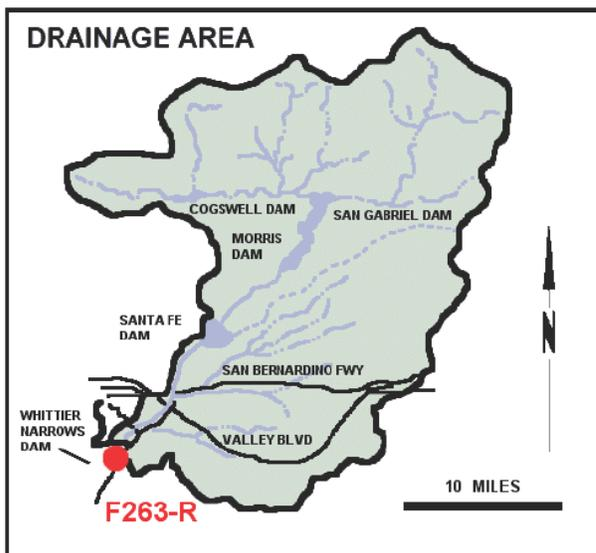 DRAINAGE AREA
COGSWELL DAM
SAN GABRIEL DAM
MORRIS
DAM
SANTA FE
DAM
SAN BERNARDINO FWY
WHITTIER
NARROWS
DAM
VALLEY BLVD
F263-R
N
10 MILES